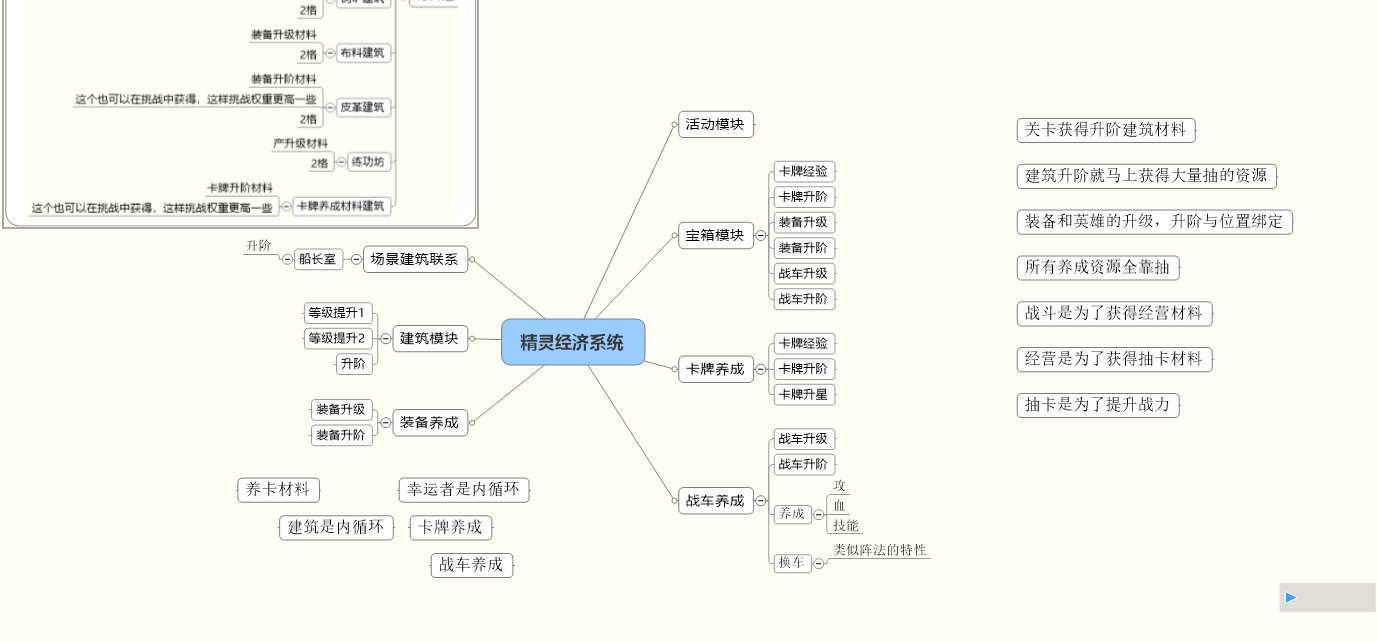 2格
装备升级材料
2格
布料建筑
装备升阶材料
这个也可以在挑战中获得，这样挑战权重更高一些
2格
皮革建筑
产升级材料
2格
练功坊
卡牌升阶材料
这个也可以在挑战中获得，这样挑战权重更高一些
卡牌养成材料建筑
升阶
船长室
场景建筑联系
等级提升1
等级提升2
升阶
建筑模块
装备升级
装备升阶
装备养成
精灵经济系统
活动模块
宝箱模块
卡牌经验
卡牌升阶
装备升级
装备升阶
战车升级
战车升阶
卡牌养成
卡牌经验
卡牌升阶
卡牌升星
战车养成
战车升级
战车升阶
养成
攻
血
技能
换车
类似阵法的特性
养卡材料
幸运者是内循环
建筑是内循环
卡牌养成
战车养成
关卡获得升阶建筑材料
建筑升阶就马上获得大量抽的资源
装备和英雄的升级，升阶与位置绑定
所有养成资源全靠抽
战斗是为了获得经营材料
经营是为了获得抽卡材料
抽卡是为了提升战力